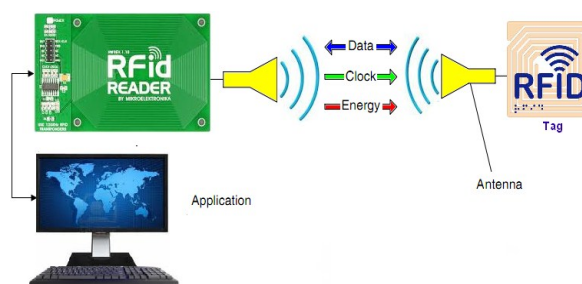 RFid
READER
BY MIKROELEKTRONIKA
Data
Clock
Energy
RFID
Tag
Antenna
Application